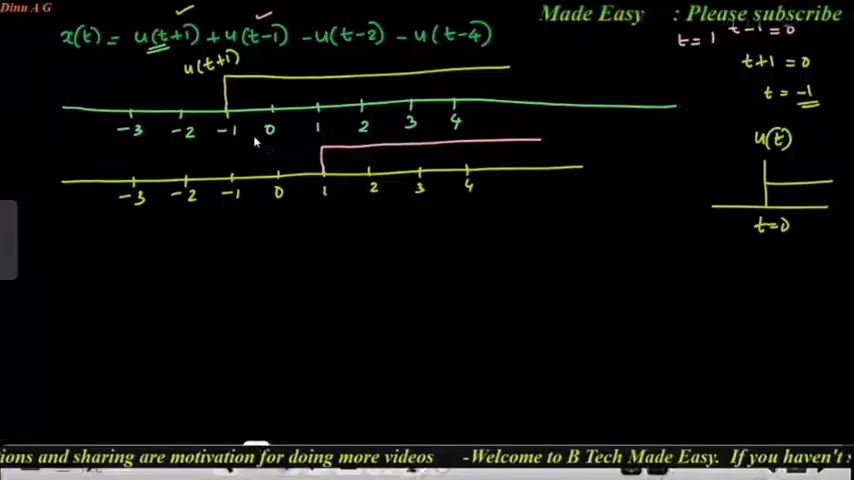 Dinu A G
Made Easy : Please subscribe
x(t) = u(t+1) + u(t-1) - u(t-2) - u(t-4)
t=1 t-1=0
u(t+1)
t+1=0
t=-1
-3 -2 -1 0 1 2 3 4
u(t)
-3 -2 -1 0 1 2 3 4
t=0
ions and sharing are motivation for doing more videos -Welcome to B Tech Made Easy. If you haven't